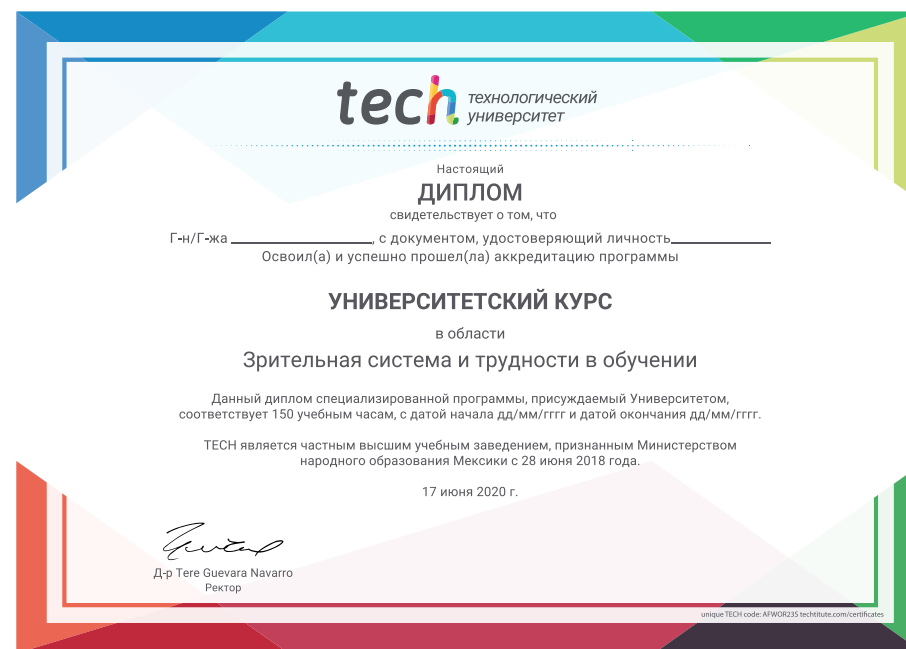 tech технологический
университет
Настоящий
ДИПЛОМ
свидетельствует о том, что
Г-н/Г-жа ____________________, с документом, удостоверяющий личность______________
Освоил(а) и успешно прошел(ла) аккредитацию программы
УНИВЕРСИТЕТСКИЙ КУРС
в области
Зрительная система и трудности в обучении
Данный диплом специализированной программы, присуждаемый Университетом,
соответствует 150 учебным часам, с датой начала дд/мм/гггг и датой окончания дд/мм/гггг.
TECH является частным высшим учебным заведением, признанным Министерством
народного образования Мексики с 28 июня 2018 года.
17 июня 2020 г.
Д-р Tere Guevara Navarro
Ректор
unique TECH code: AFWOR23S techtitute.com/certificates